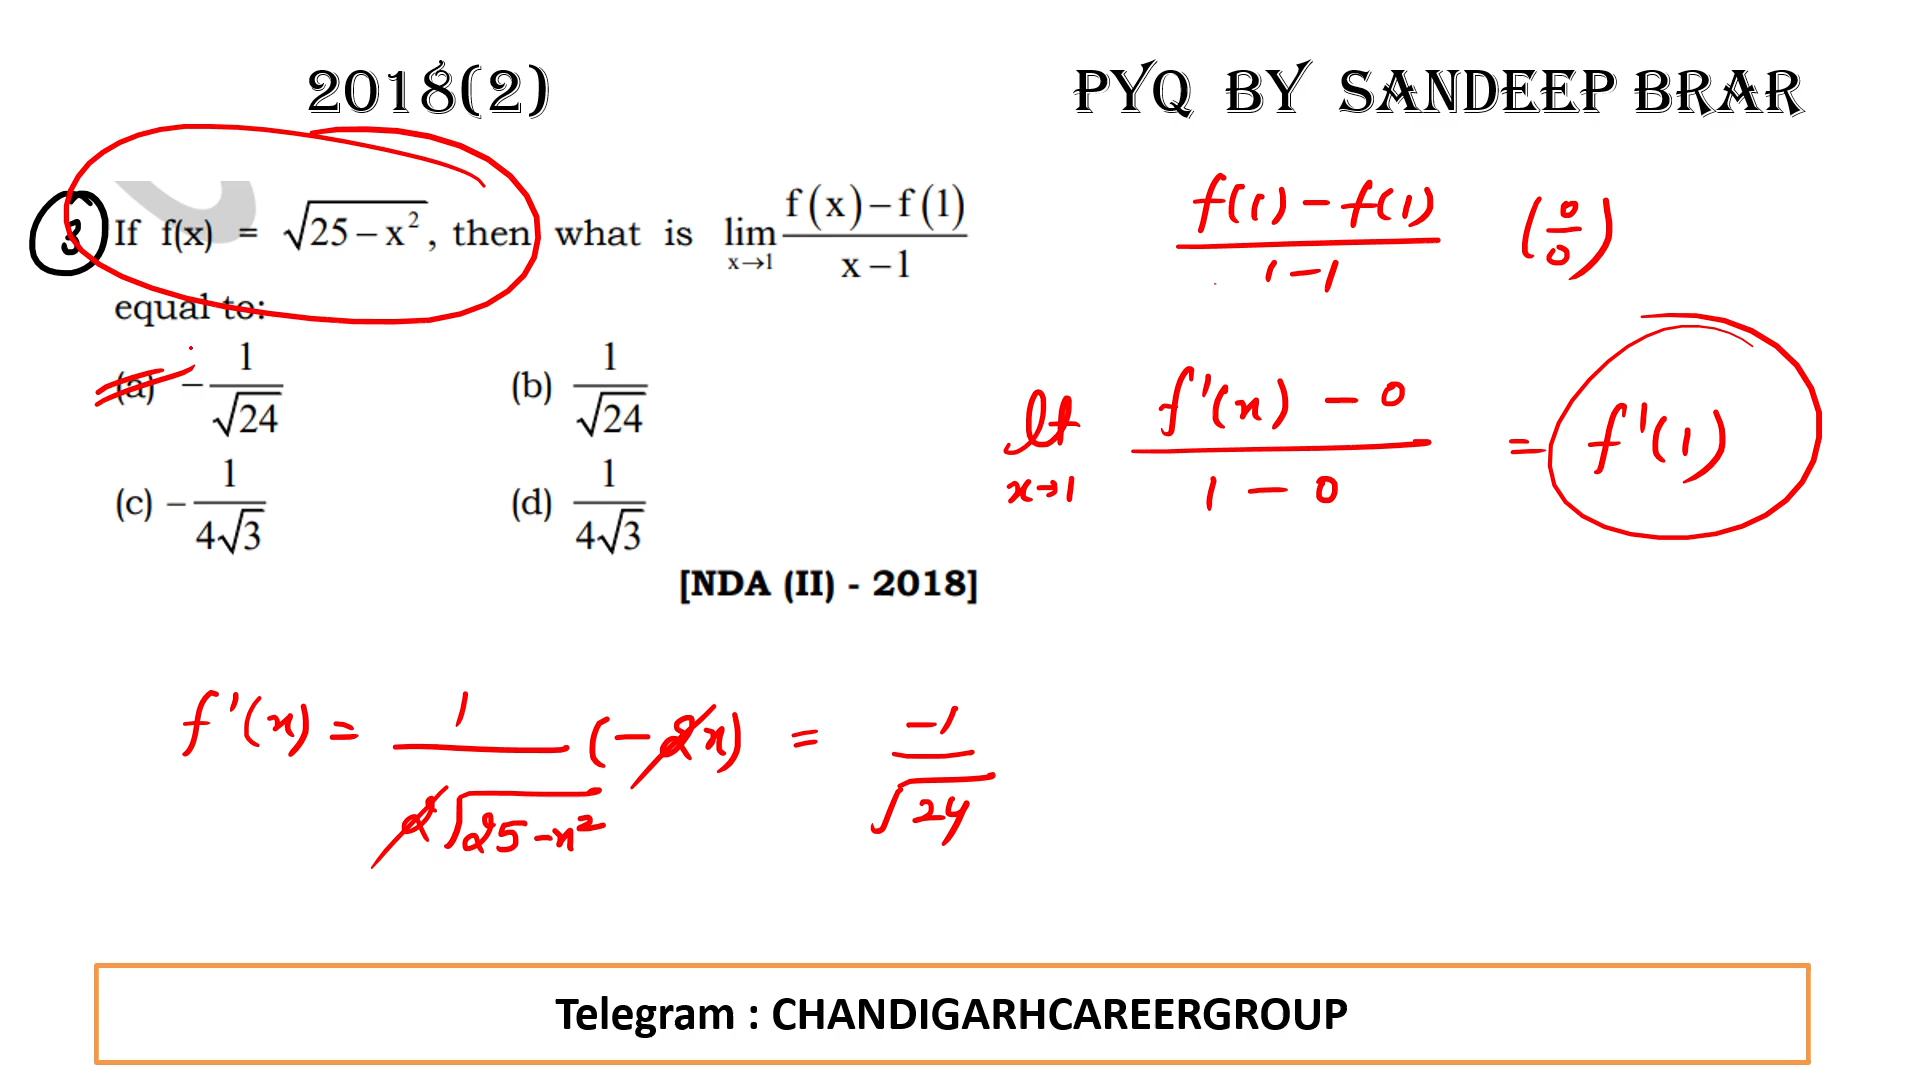 2018(2)
PYQ BY SANDEEP BRAR
3 If f(x) = √(25 – x²), then what is lim x→1 (f(x) – f(1))/(x – 1)
equal to:
(a) –1/√24 (b) 1/√24
(c) –1/(4√3) (d) 1/(4√3)
[NDA (II) - 2018]
(f(1) – f(1))/(1 – 1) (0/0)
lt x→1 (f'(x) – 0)/(1 – 0) = f'(1)
f'(x) = 1/(2√(25–x²)) (–2x) = –1/√24
Telegram : CHANDIGARHCAREERGROUP